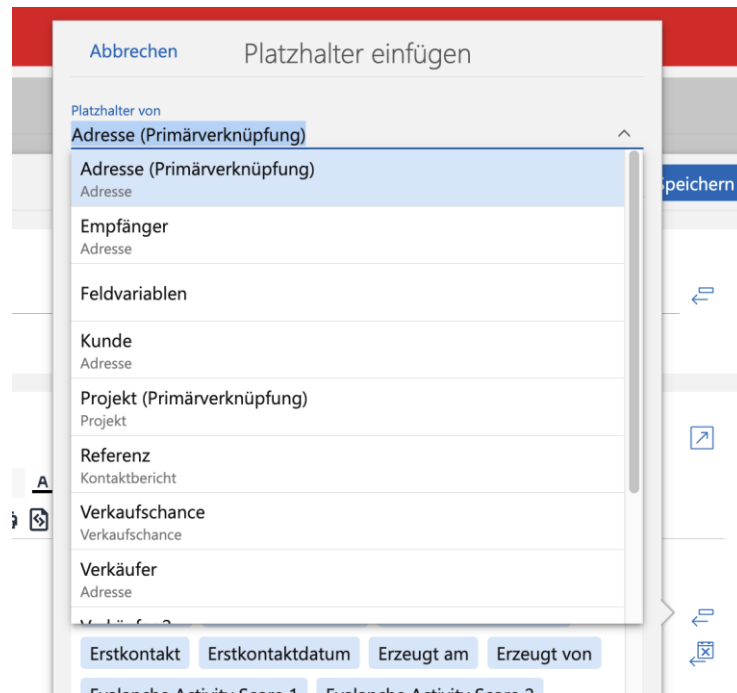 Abbrechen Platzhalter einfügen
Platzhalter von
Adresse (Primärverknüpfung)
Adresse (Primärverknüpfung)
Adresse
Speichern
Empfänger
Adresse
Feldvariablen
Kunde
Adresse
Projekt (Primärverknüpfung)
Projekt
Referenz
Kontaktbericht
A
Verkaufschance
Verkaufschance
Verkäufer
Adresse
Erstkontakt Erstkontaktdatum Erzeugt am Erzeugt von